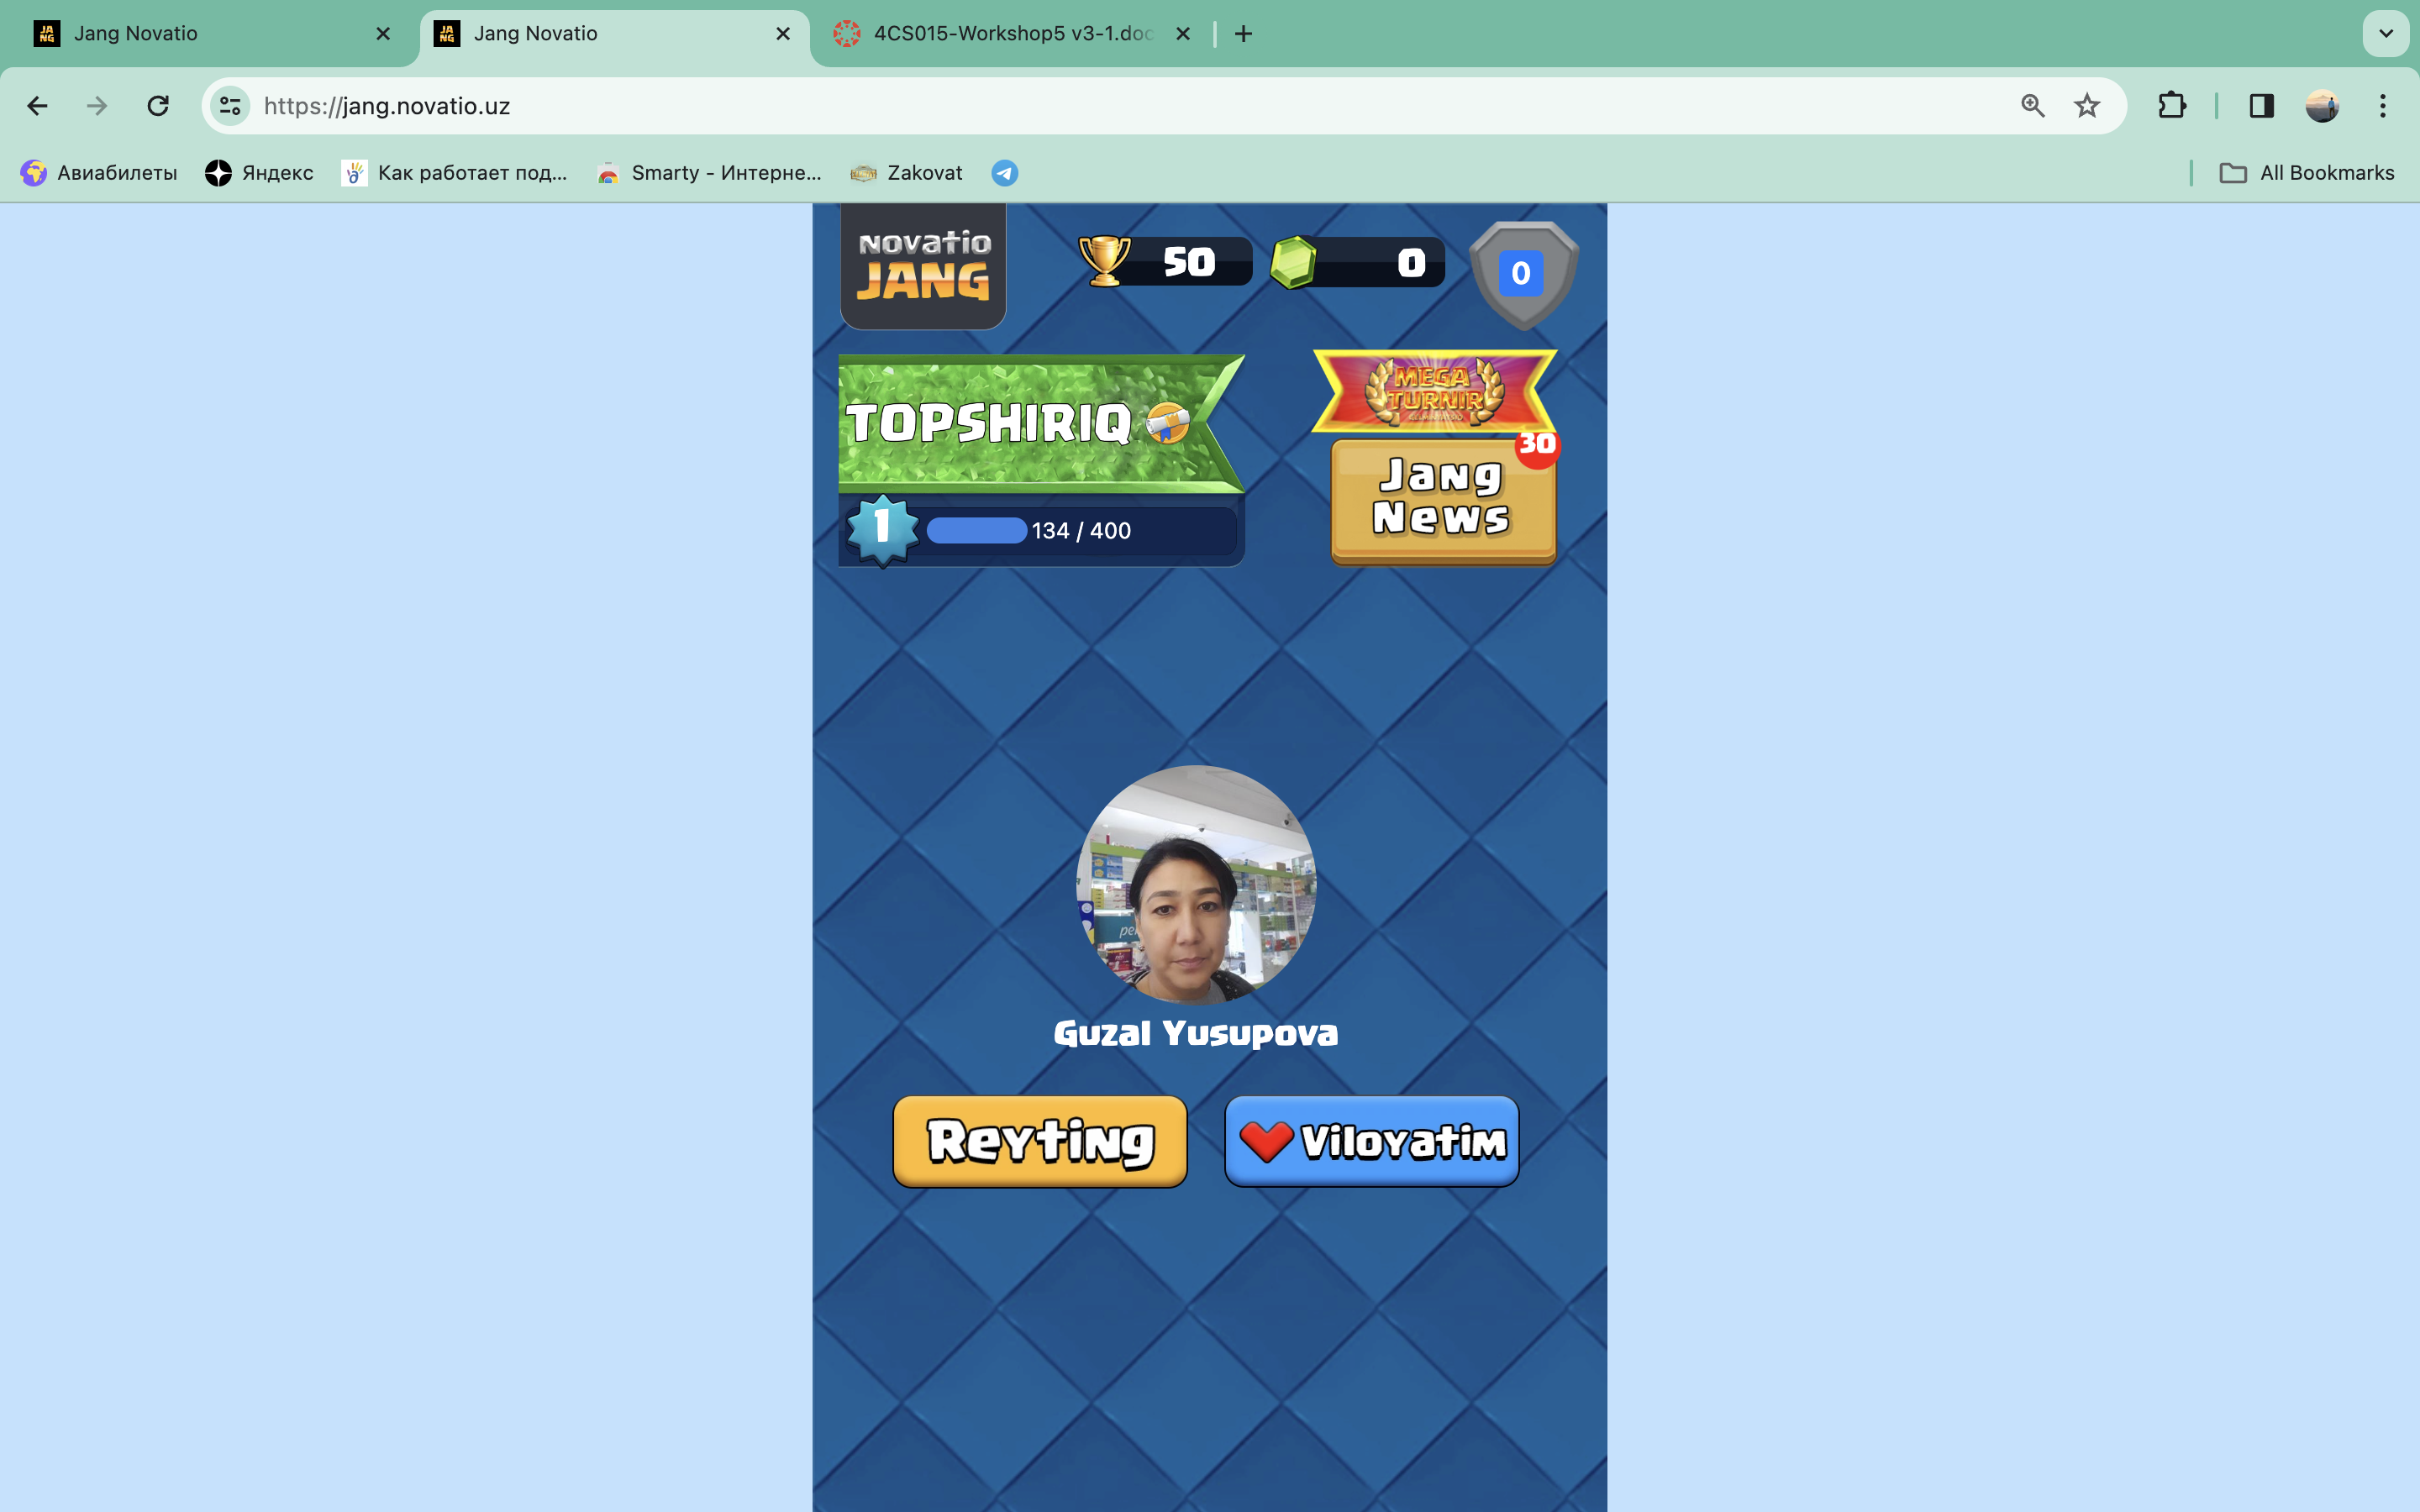 Jang Novatio
Jang Novatio
4CS015-Workshop5 v3-1.doc
https://jang.novatio.uz
Авиабилеты
Яндекс
Как работает под...
Smarty - Интерне...
Zakovat
All Bookmarks
NOVATIO
JANG
50
0
0
TOPSHIRIQ
MEGA
TURNIR
30
Jang
News
1
134 / 400
Guzal Yusupova
Reyting
Viloyatim